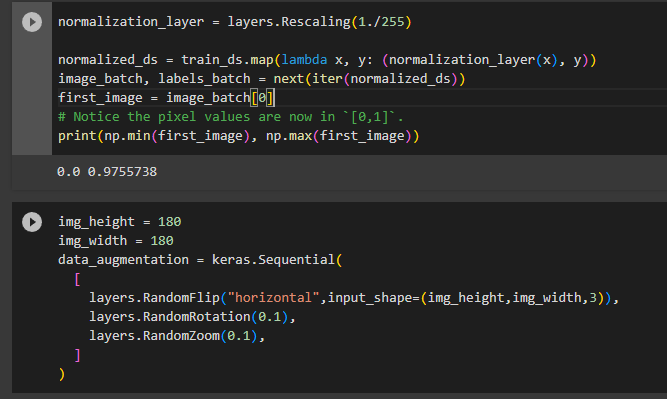 normalization_layer = layers.Rescaling(1./255)
normalized_ds = train_ds.map(lambda x, y: (normalization_layer(x), y))
image_batch, labels_batch = next(iter(normalized_ds))
first_image = image_batch[0]
# Notice the pixel values are now in `[0,1]`.
print(np.min(first_image), np.max(first_image))
0.0 0.9755738
img_height = 180
img_width = 180
data_augmentation = keras.Sequential(
  [
    layers.RandomFlip("horizontal",input_shape=(img_height,img_width,3)),
    layers.RandomRotation(0.1),
    layers.RandomZoom(0.1),
  ]
)